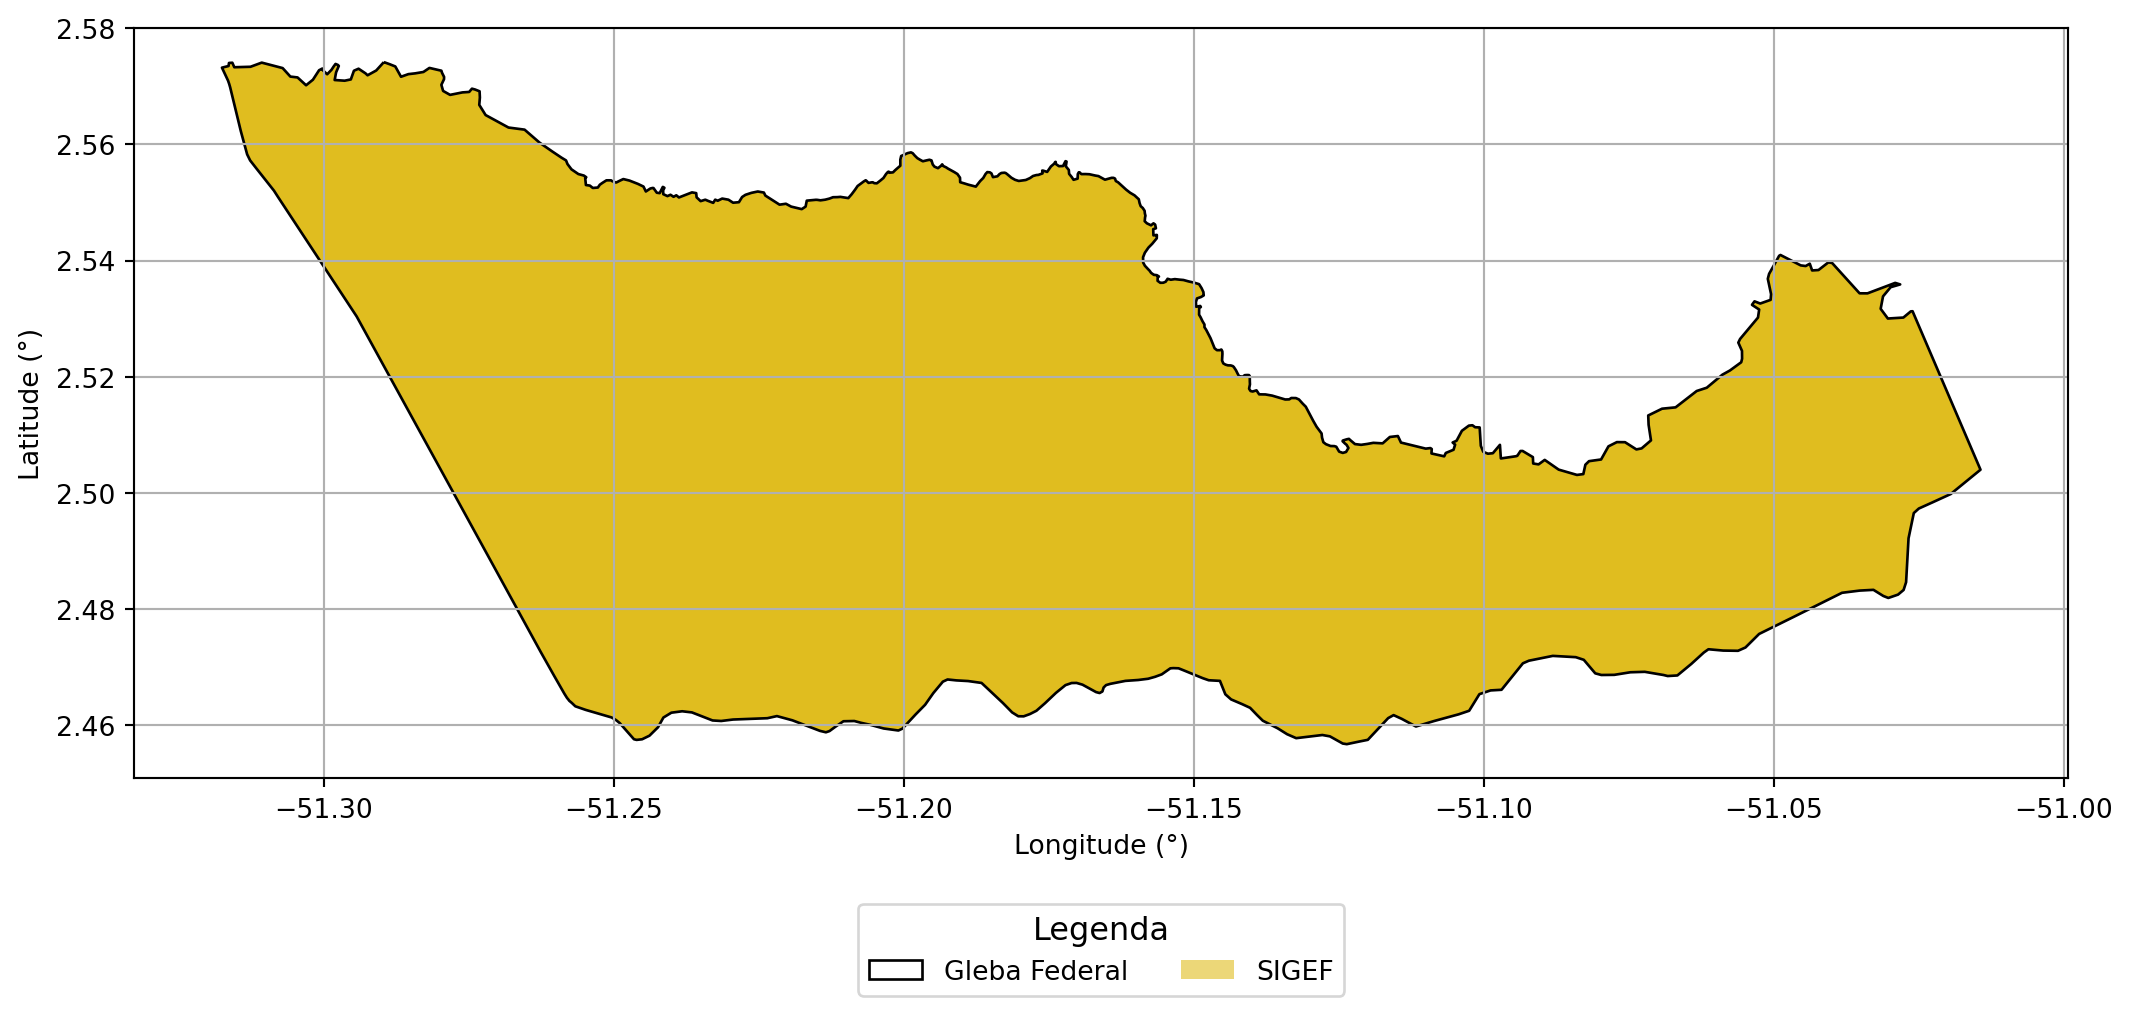 2.58
2.56
2.54
2.52
2.50
2.48
2.46
Latitude (°)
−51.30 −51.25 −51.20 −51.15 −51.10 −51.05 −51.00
Longitude (°)
Legenda
Gleba Federal SIGEF